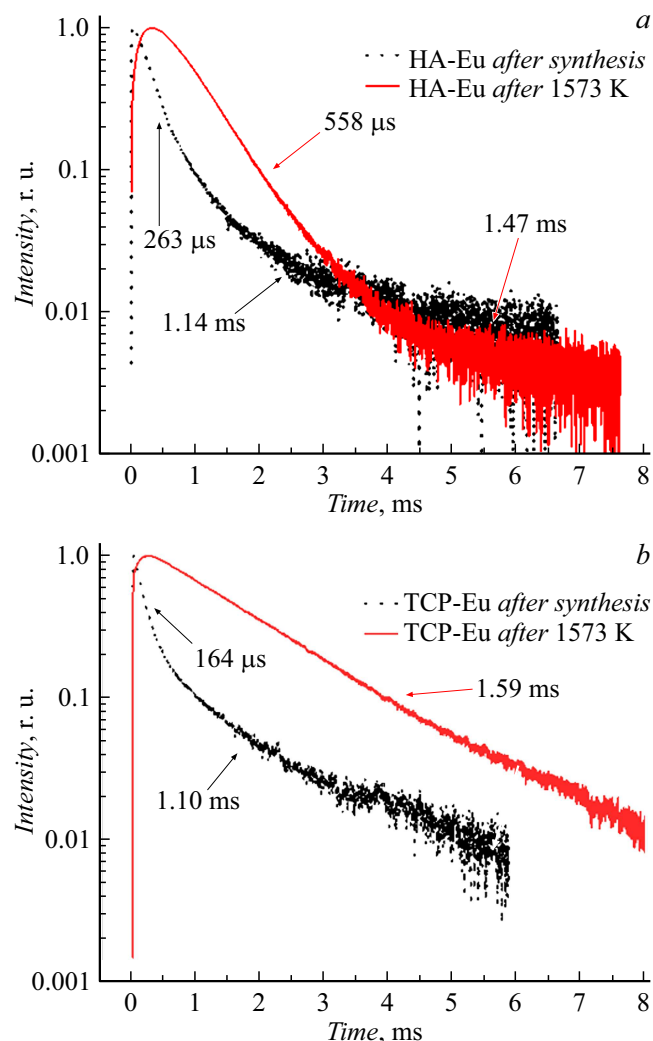 a
1.0
HA-Eu after synthesis
HA-Eu after 1573 K
558 μs
0.1
263 μs
1.47 ms
1.14 ms
0.01
0.001
Intensity, r. u.
0 1 2 3 4 5 6 7 8
Time, ms
b
1.0
TCP-Eu after synthesis
TCP-Eu after 1573 K
164 μs
0.1
1.59 ms
1.10 ms
0.01
0.001
Intensity, r. u.
0 1 2 3 4 5 6 7 8
Time, ms